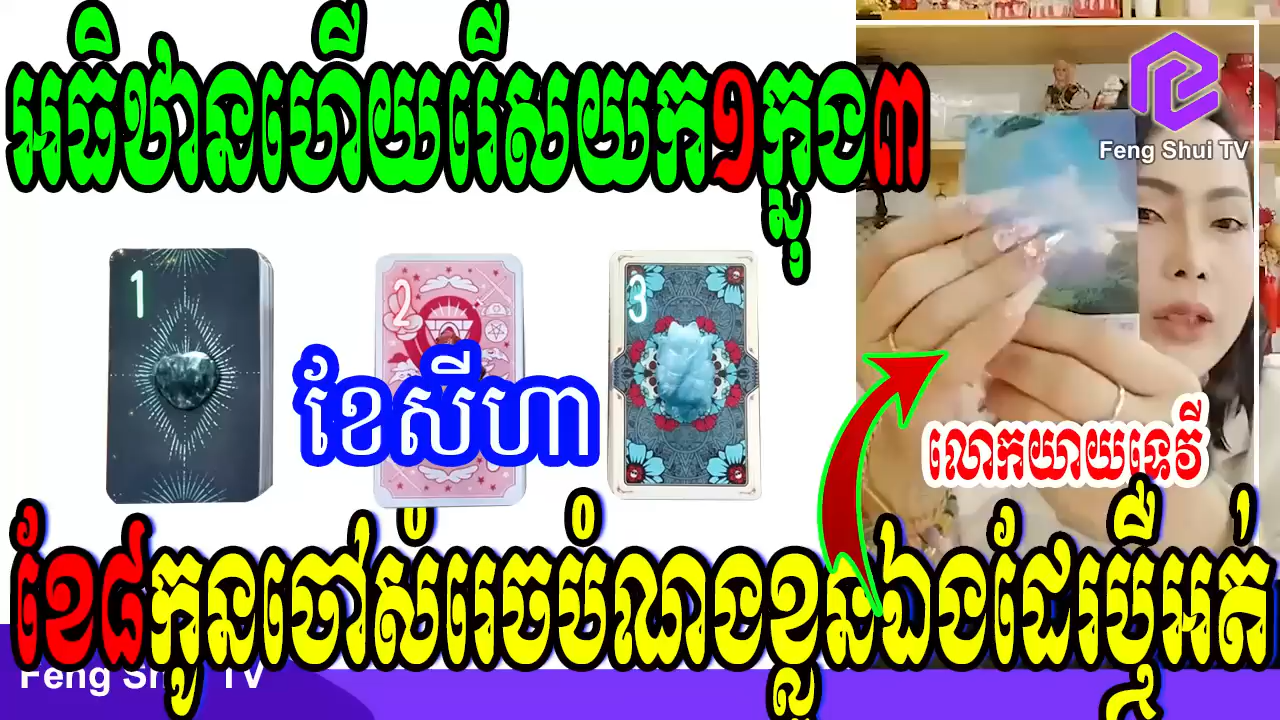 អធិឋានហើយរើសយក១ក្នុង៣
Feng Shui TV
1
2
3
ខែសីហា
លោកយាយទេវី
ខែ៨កូនចៅសំរេចបំណងខ្លួនឯងដែរឬីអត់
Feng Shui TV